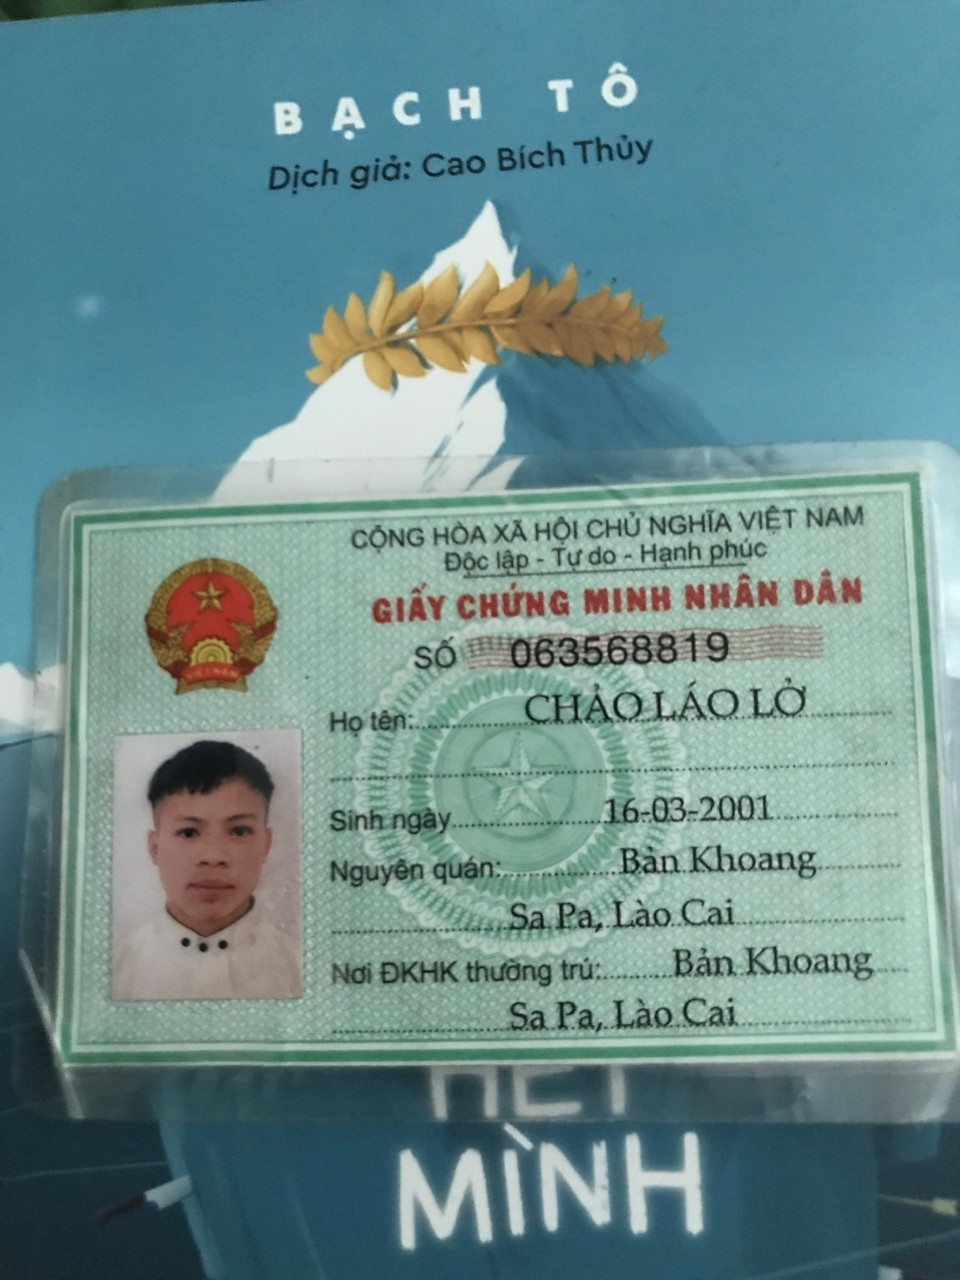 BẠCH TÔ
Dịch giả: Cao Bích Thủy
CỘNG HÒA XÃ HỘI CHỦ NGHĨA VIỆT NAM
Độc lập - Tự do - Hạnh phúc
GIẤY CHỨNG MINH NHÂN DÂN
SỐ 063568819
Họ tên: CHẢO LÁO LỞ
Sinh ngày 16-03-2001
Nguyên quán: Bản Khoang
Sa Pa, Lào Cai
Nơi ĐKHK thường trú: Bản Khoang
Sa Pa, Lào Cai
HẾT
MÌNH